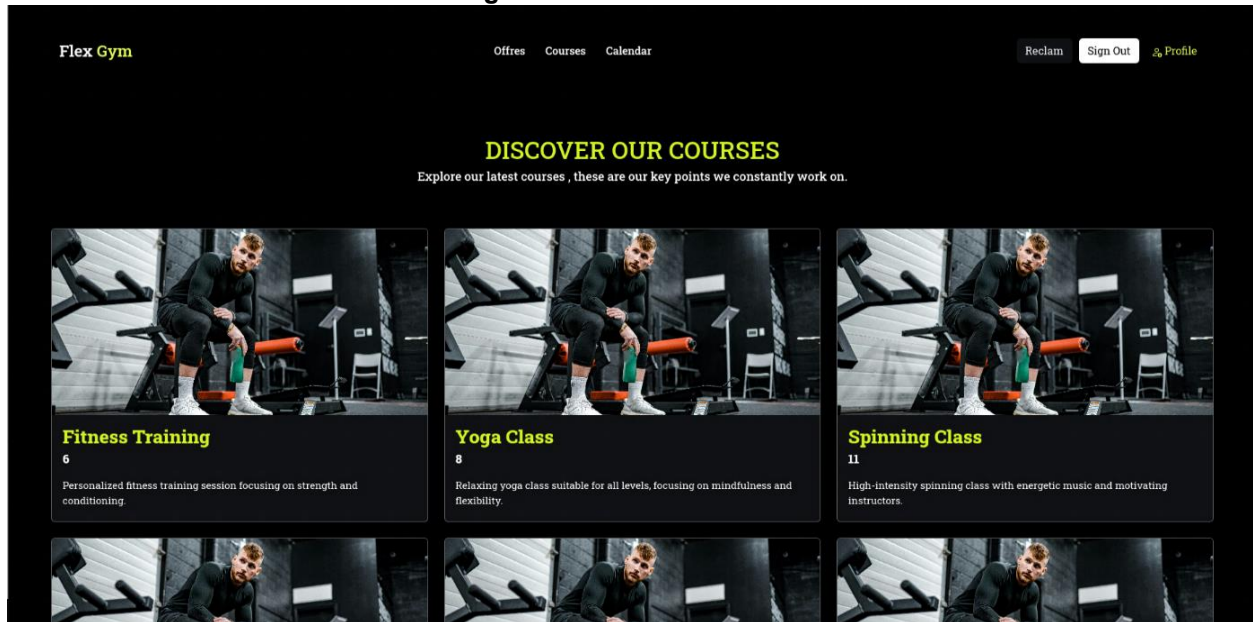 Flex Gym
Offres Courses Calendar
Reclam Sign Out Profile
DISCOVER OUR COURSES
Explore our latest courses , these are our key points we constantly work on.
Fitness Training
6
Personalized fitness training session focusing on strength and
conditioning.
Yoga Class
8
Relaxing yoga class suitable for all levels, focusing on mindfulness and
flexibility.
Spinning Class
11
High-intensity spinning class with energetic music and motivating
instructors.